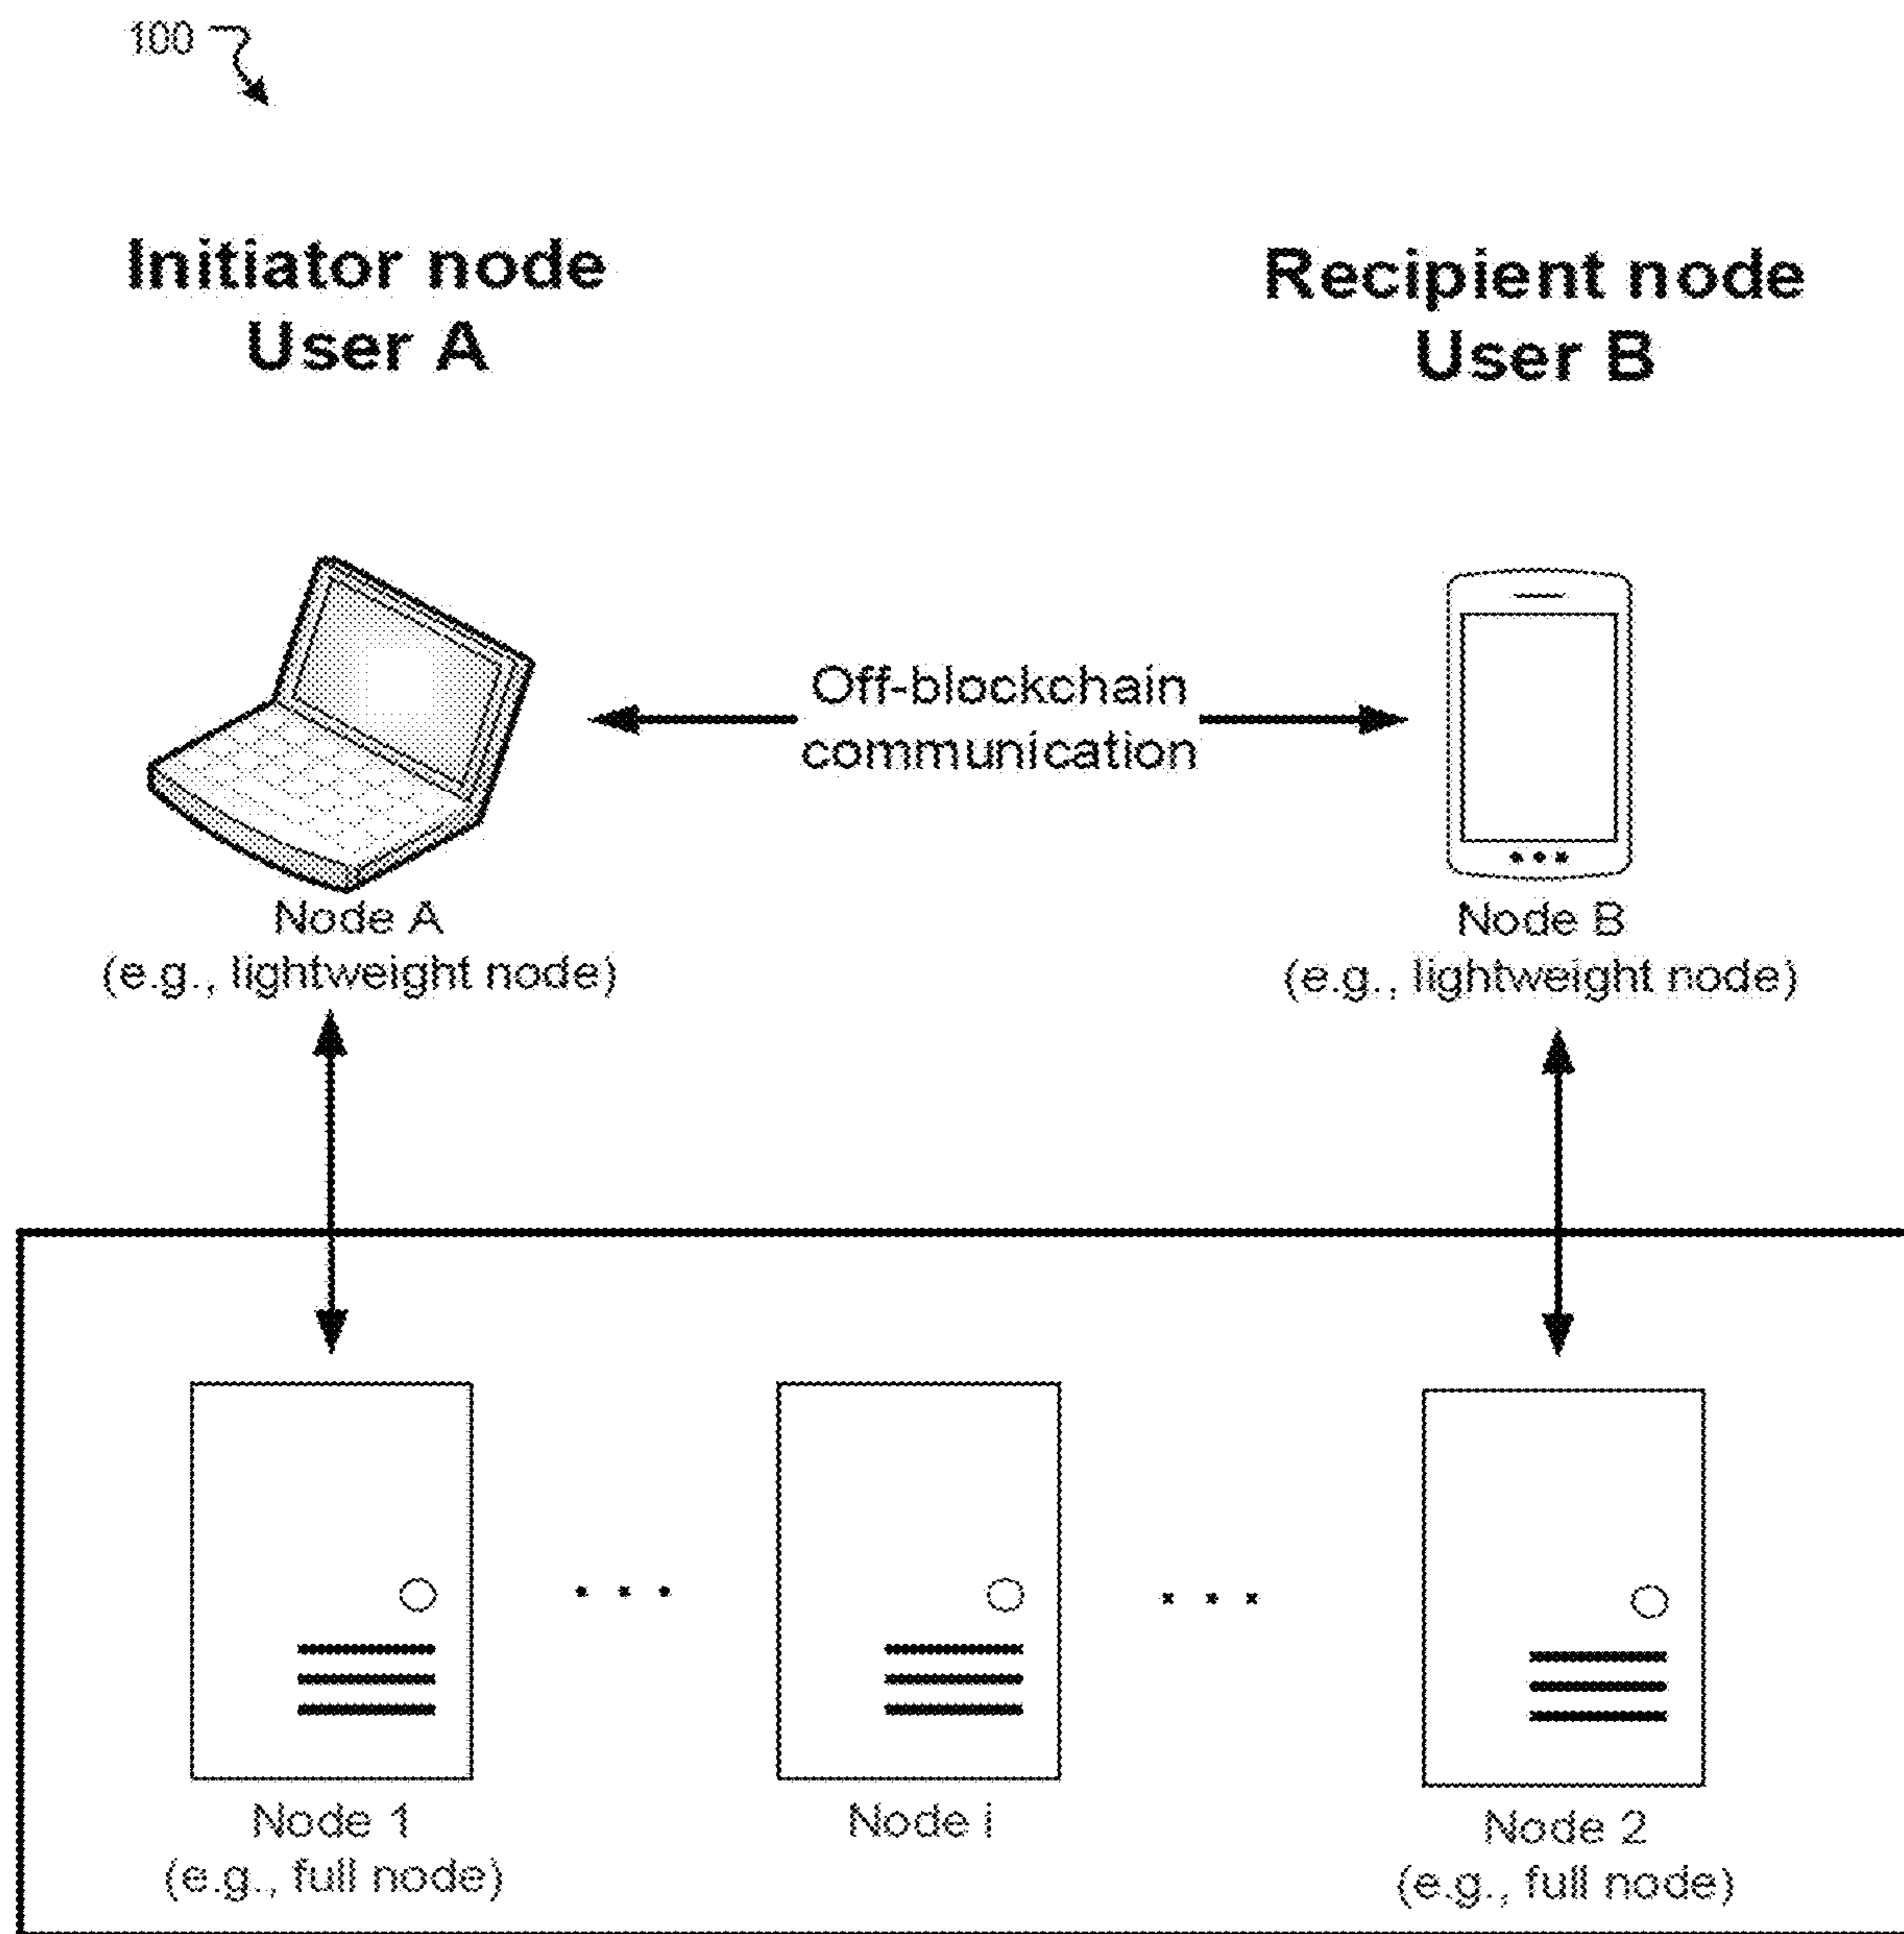 100
Initiator node
User A
Recipient node
User B
Off-blockchain
communication
Node A
(e.g., lightweight node)
Node B
(e.g., lightweight node)
Node 1
(e.g., full node)
Node i
Node 2
(e.g., full node)